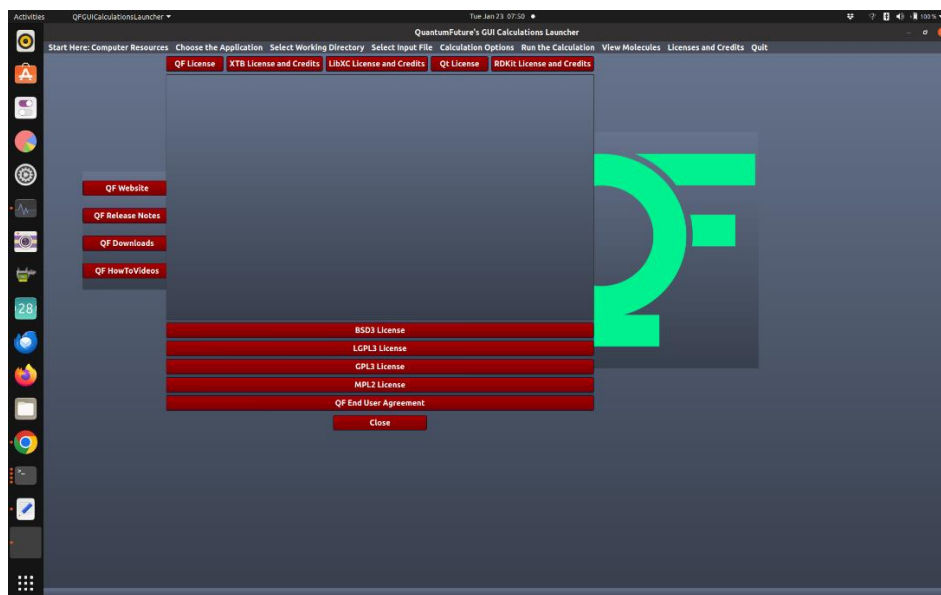 Activities QFGUICalculationsLauncher Tue Jan 23 07:50 100 %
QuantumFuture's GUI Calculations Launcher
Start Here: Computer Resources Choose the Application Select Working Directory Select Input File Calculation Options Run the Calculation View Molecules Licenses and Credits Quit
QF License XTB License and Credits LibXC License and Credits Qt License RDKit License and Credits
QF Website
QF Release Notes
QF Downloads
QF HowToVideos
28
QF
BSD3 License
LGPL3 License
GPL3 License
MPL2 License
QF End User Agreement
Close